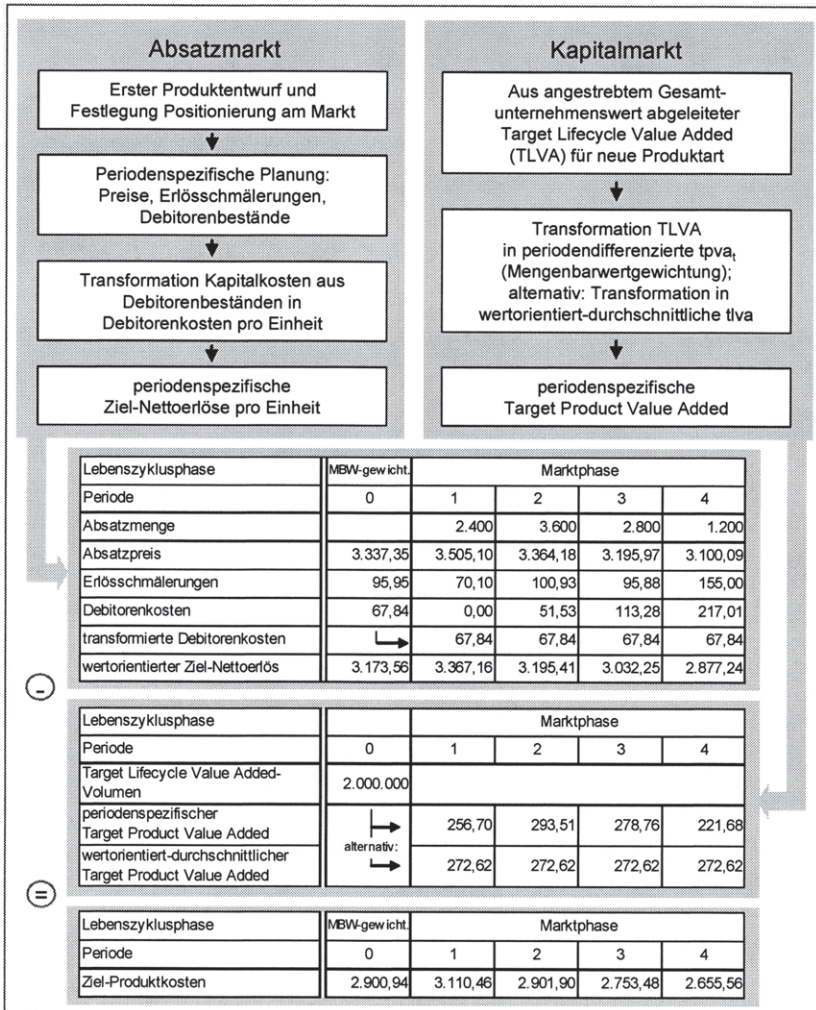 Absatzmarkt
Erster Produktentwurf und
Festlegung Positionierung am Markt
Periodenspezifische Planung:
Preise, Erlösschmälerungen,
Debitorenbestände
Transformation Kapitalkosten aus
Debitorenbeständen in
Debitorenkosten pro Einheit
periodenspezifische
Ziel-Nettoerlöse pro Einheit
Kapitalmarkt
Aus angestrebtem Gesamt-
unternehmenswert abgeleiteter
Target Lifecycle Value Added
(TLVA) für neue Produktart
Transformation TLVA
in periodendifferenzierte tpvaₜ
(Mengenbarwertgewichtung);
alternativ: Transformation in
wertorientiert-durchschnittliche tlva
periodenspezifische
Target Product Value Added
Lebenszyklusphase MBW-gewicht. Marktphase
Periode 0 1 2 3 4
Absatzmenge 2.400 3.600 2.800 1.200
Absatzpreis 3.337,35 3.505,10 3.364,18 3.195,97 3.100,09
Erlösschmälerungen 95,95 70,10 100,93 95,88 155,00
Debitorenkosten 67,84 0,00 51,53 113,28 217,01
transformierte Debitorenkosten 67,84 67,84 67,84 67,84
wertorientierter Ziel-Nettoerlös 3.173,56 3.367,16 3.195,41 3.032,25 2.877,24
-
Lebenszyklusphase Marktphase
Periode 0 1 2 3 4
Target Lifecycle Value Added-
Volumen 2.000.000
periodenspezifischer
Target Product Value Added 256,70 293,51 278,76 221,68
alternativ:
wertorientiert-durchschnittlicher
Target Product Value Added 272,62 272,62 272,62 272,62
=
Lebenszyklusphase MBW-gewicht. Marktphase
Periode 0 1 2 3 4
Ziel-Produktkosten 2.900,94 3.110,46 2.901,90 2.753,48 2.655,56